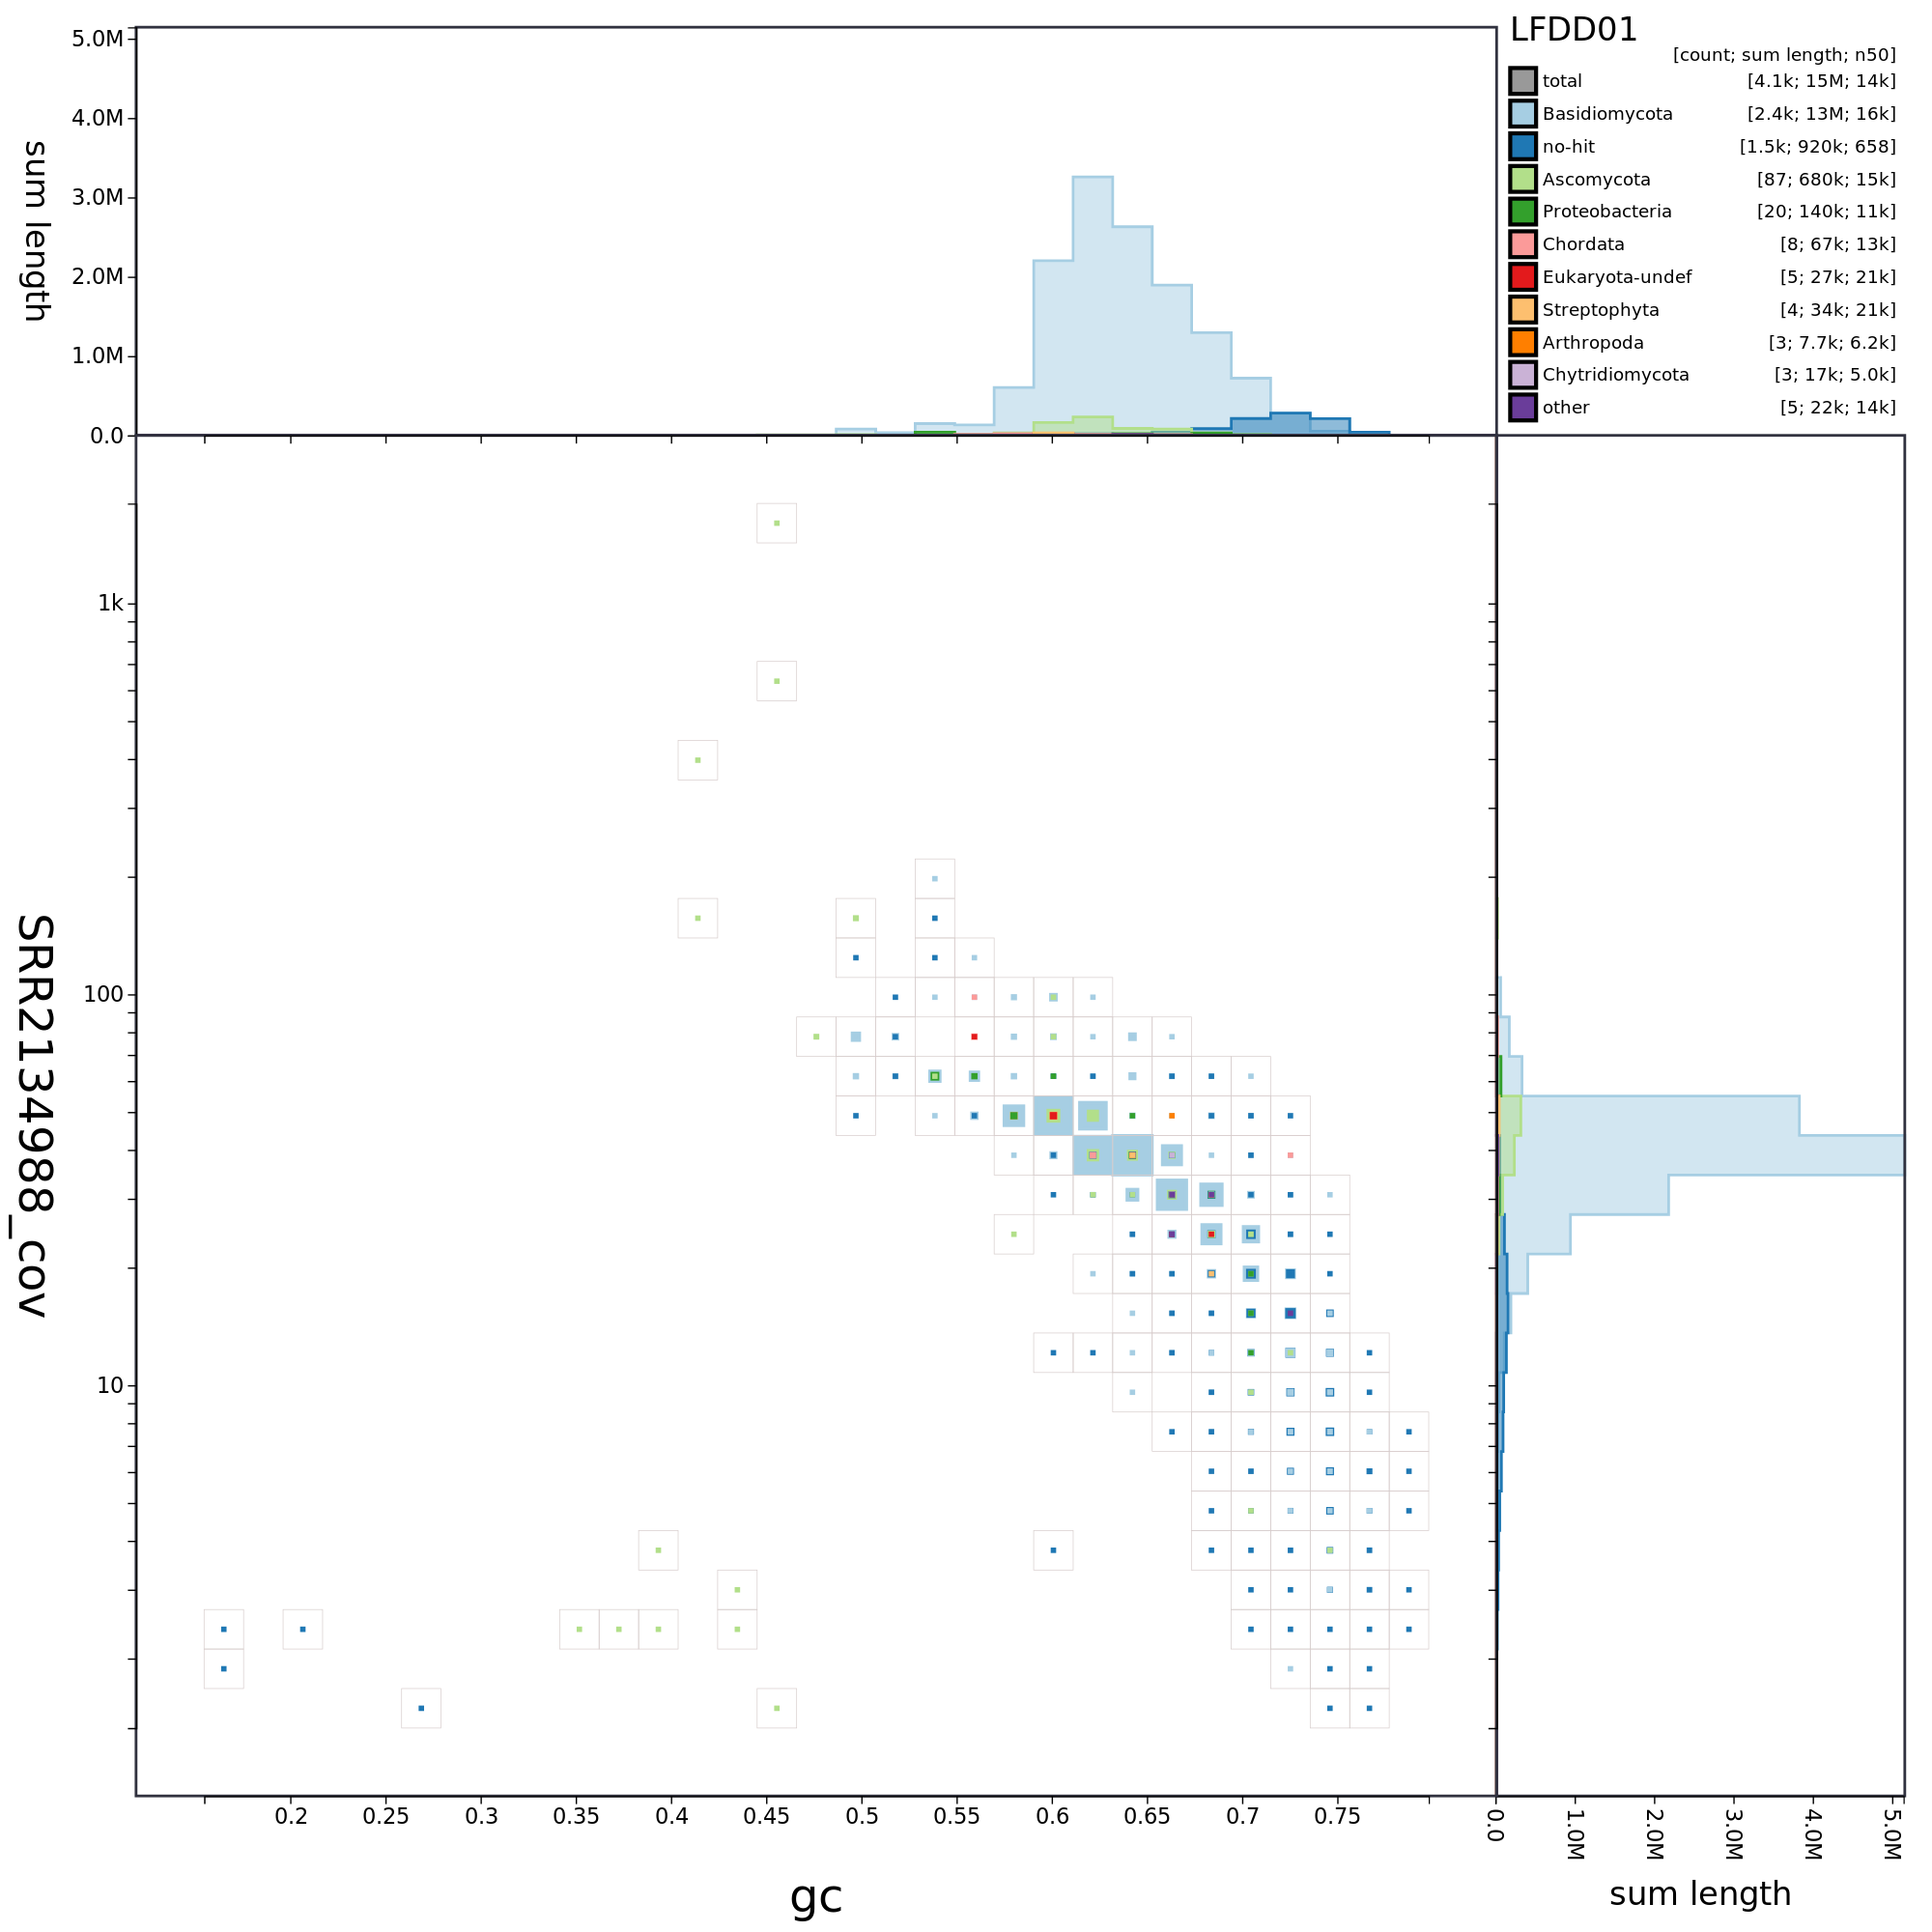 LFDD01
[count; sum length; n50]
total [4.1k; 15M; 14k]
Basidiomycota [2.4k; 13M; 16k]
no-hit [1.5k; 920k; 658]
Ascomycota [87; 680k; 15k]
Proteobacteria [20; 140k; 11k]
Chordata [8; 67k; 13k]
Eukaryota-undef [5; 27k; 21k]
Streptophyta [4; 34k; 21k]
Arthropoda [3; 7.7k; 6.2k]
Chytridiomycota [3; 17k; 5.0k]
other [5; 22k; 14k]
sum length
5.0M
4.0M
3.0M
2.0M
1.0M
0.0
SRR2134988_cov
1k
100
10
0.2 0.25 0.3 0.35 0.4 0.45 0.5 0.55 0.6 0.65 0.7 0.75
gc
0.0 1.0M 2.0M 3.0M 4.0M 5.0M
sum length